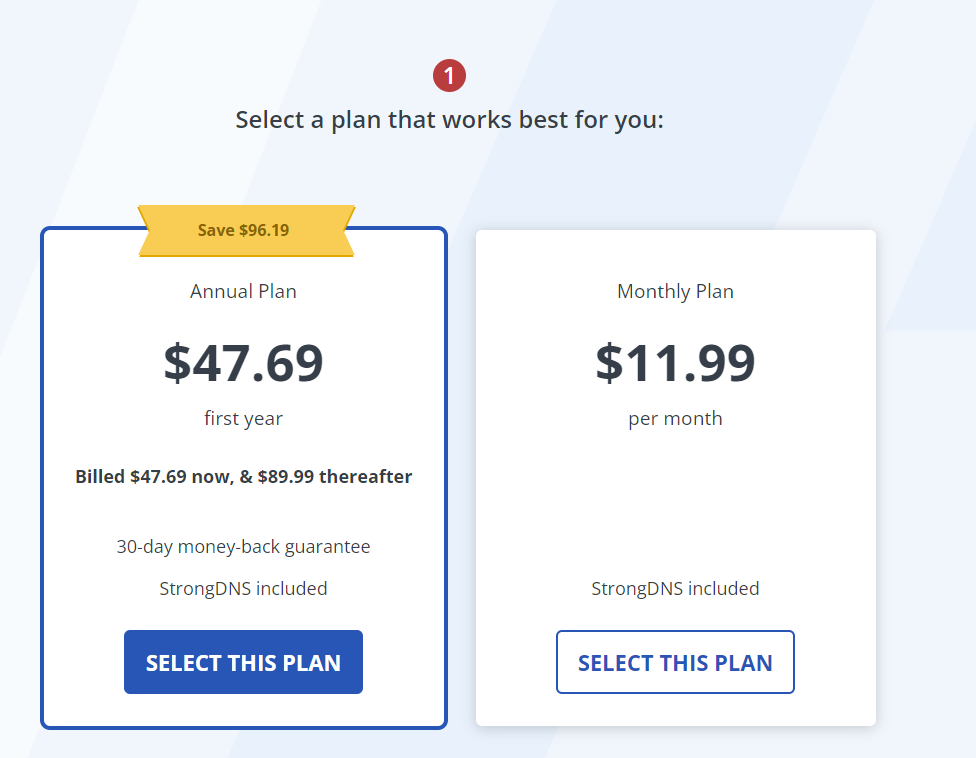 1
Select a plan that works best for you:
Save $96.19
Annual Plan
$47.69
first year
Billed $47.69 now, & $89.99 thereafter
30-day money-back guarantee
StrongDNS included
SELECT THIS PLAN
Monthly Plan
$11.99
per month
StrongDNS included
SELECT THIS PLAN